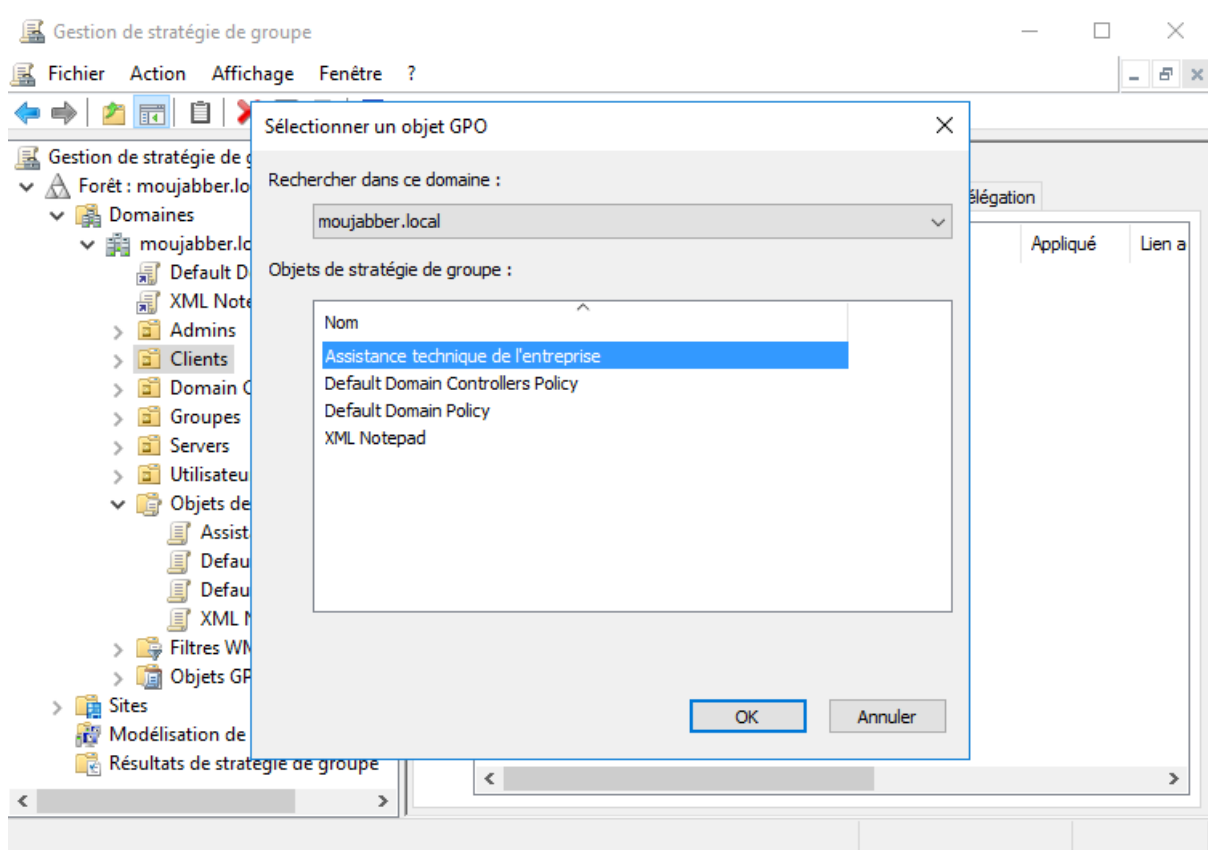 Gestion de stratégie de groupe
Fichier Action Affichage Fenêtre ?
Gestion de stratégie de
Forêt : moujabber.lo
Domaines
moujabber.lo
Default D
XML Note
Admins
Clients
Domain C
Groupes
Servers
Utilisateu
Objets de
Assist
Defau
Defau
XML N
Filtres WM
Objets GP
Sites
Modélisation de
Résultats de stratégie de groupe
Sélectionner un objet GPO
Rechercher dans ce domaine :
moujabber.local
Objets de stratégie de groupe :
Nom
Assistance technique de l'entreprise
Default Domain Controllers Policy
Default Domain Policy
XML Notepad
OK Annuler
élégation
Appliqué Lien a